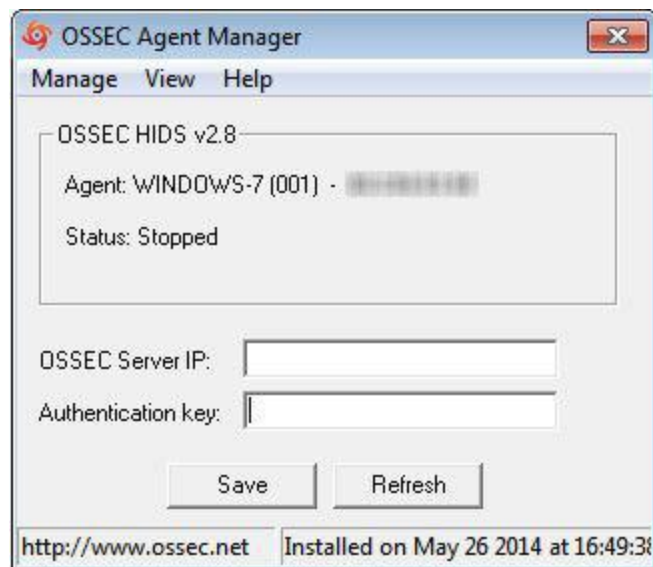 OSSEC Agent Manager
Manage View Help
OSSEC HIDS v2.8
Agent: WINDOWS-7 (001) -
Status: Stopped
OSSEC Server IP:
Authentication key:
Save Refresh
http://www.ossec.net Installed on May 26 2014 at 16:49:38